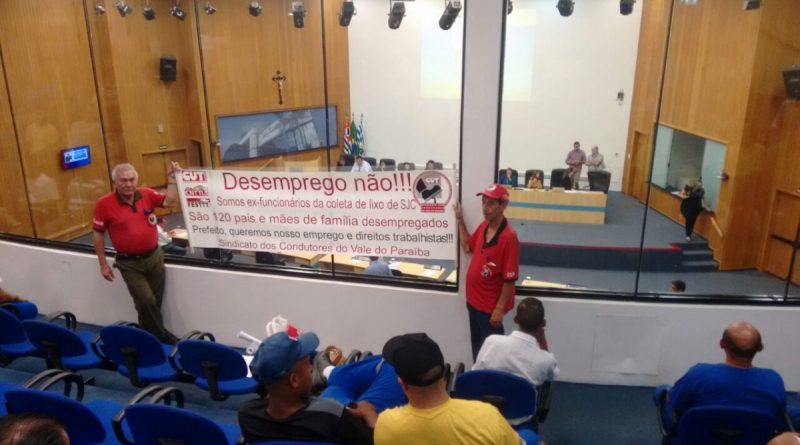 CUT
Desemprego não!!!
CUT
Somos ex-funcionários da coleta de lixo de SJC
São 120 pais e mães de família desempregados
Prefeito, queremos nosso emprego e direitos trabalhistas!!!
Sindicato dos Condutores do Vale do Paraíba